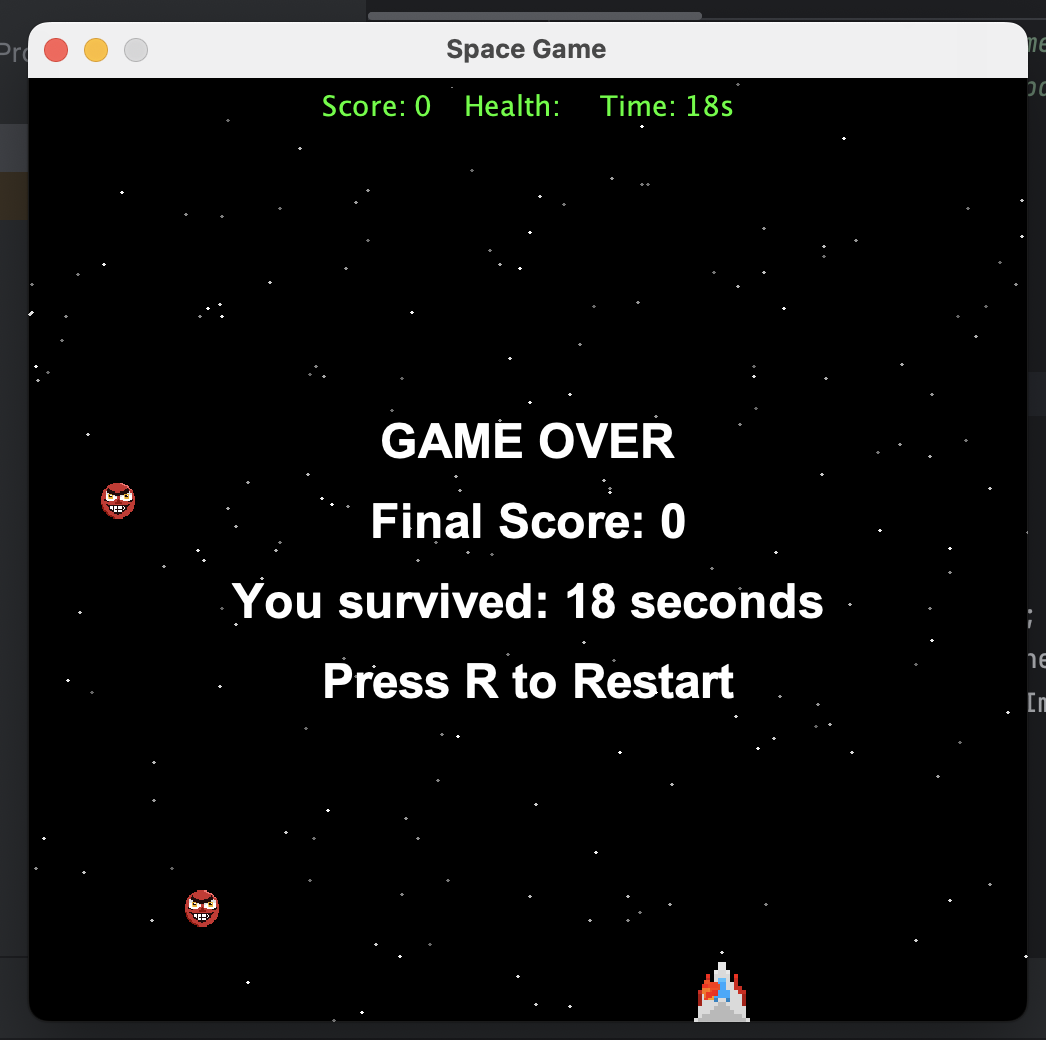 Space Game
Score: 0 Health: Time: 18s
GAME OVER
Final Score: 0
You survived: 18 seconds
Press R to Restart